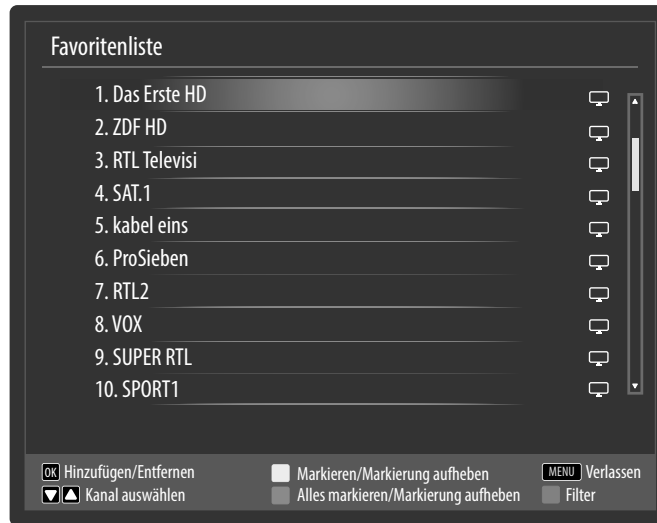 Favoritenliste
1. Das Erste HD
2. ZDF HD
3. RTL Televisi
4. SAT.1
5. kabel eins
6. ProSieben
7. RTL2
8. VOX
9. SUPER RTL
10. SPORT1
OK Hinzufügen/Entfernen Markieren/Markierung aufheben MENU Verlassen
Kanal auswählen Alles markieren/Markierung aufheben Filter